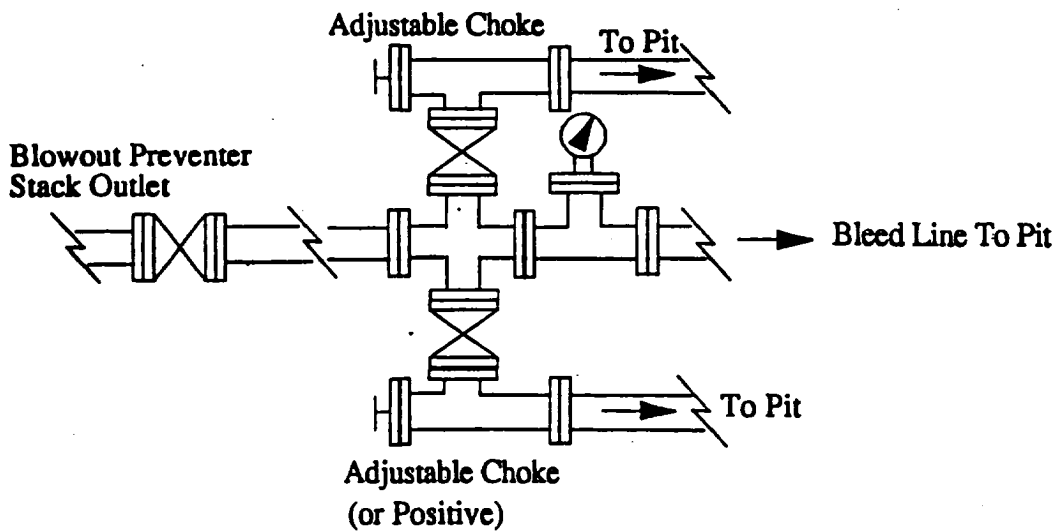 Adjustable Choke
To Pit
Blowout Preventer
Stack Outlet
Bleed Line To Pit
To Pit
Adjustable Choke
(or Positive)